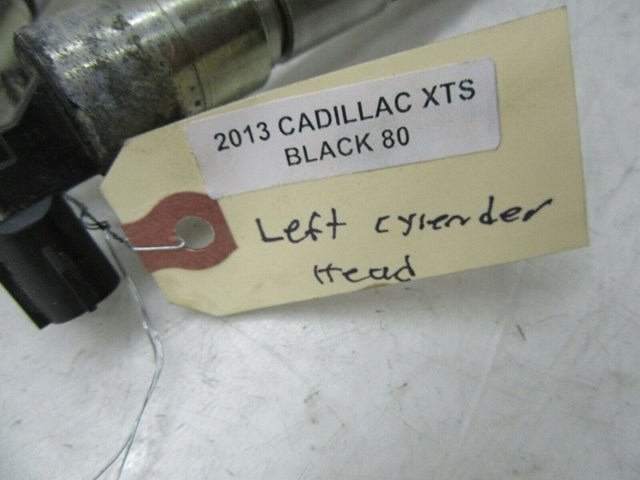 2013 CADILLAC XTS
BLACK 80
Left cylender
Head